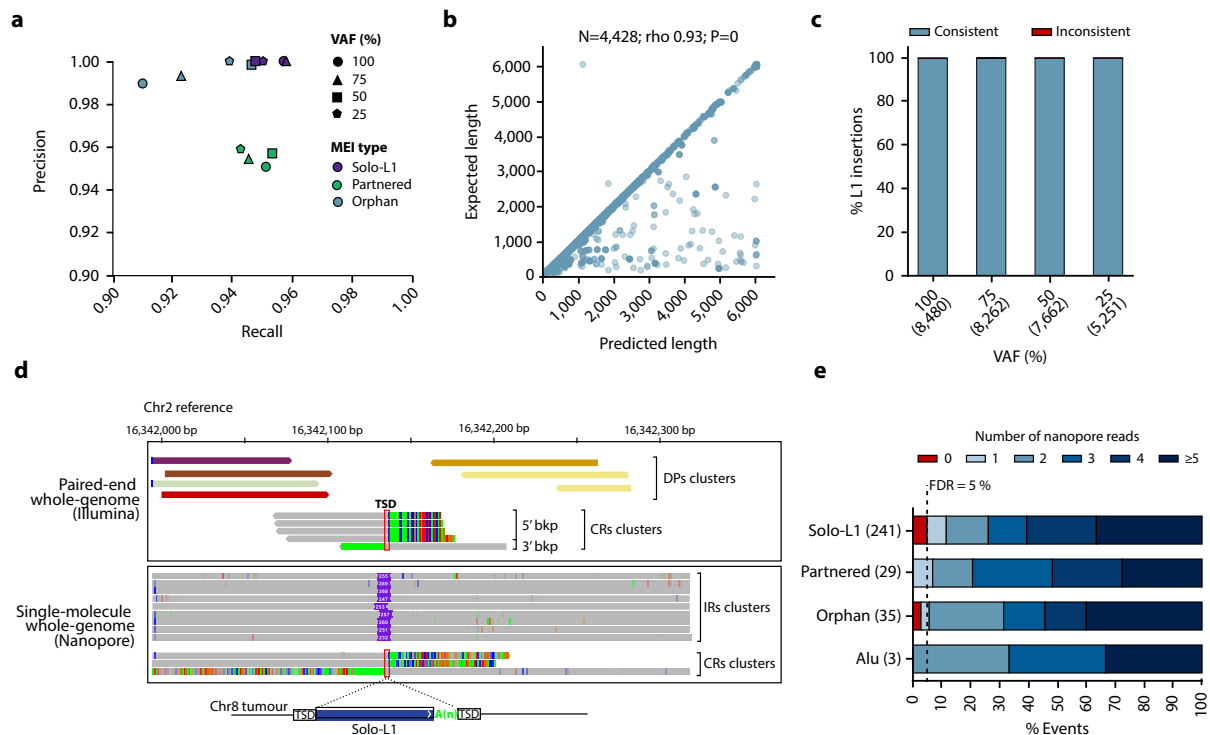 a
Precision
1.00
0.98
0.96
0.94
0.92
0.90
0.90
0.92
0.94
0.96
0.98
1.00
Recall
VAF (%)
100
75
50
25
MEI type
Solo-L1
Partnered
Orphan
b
N=4,428; rho 0.93; P=0
Expected length
6,000
5,000
4,000
3,000
2,000
1,000
0
0
1,000
2,000
3,000
4,000
5,000
6,000
Predicted length
c
Consistent
Inconsistent
% L1 insertions
100
80
60
40
20
0
100
(8,480)
75
(8,262)
50
(7,662)
25
(5,251)
VAF (%)
d
Chr2 reference
16,342,000 bp
16,342,100 bp
16,342,200 bp
16,342,300 bp
Paired-end
whole-genome
(Illumina)
DPs clusters
TSD
5′ bkp
3′ bkp
CRs clusters
Single-molecule
whole-genome
(Nanopore)
255
289
268
247
253
257
260
251
252
IRs clusters
CRs clusters
Chr8 tumour
TSD
A(n)
TSD
Solo-L1
e
Number of nanopore reads
0
1
2
3
4
≥5
FDR = 5 %
Solo-L1 (241)
Partnered (29)
Orphan (35)
Alu (3)
0
10
20
30
40
50
60
70
80
90
100
% Events